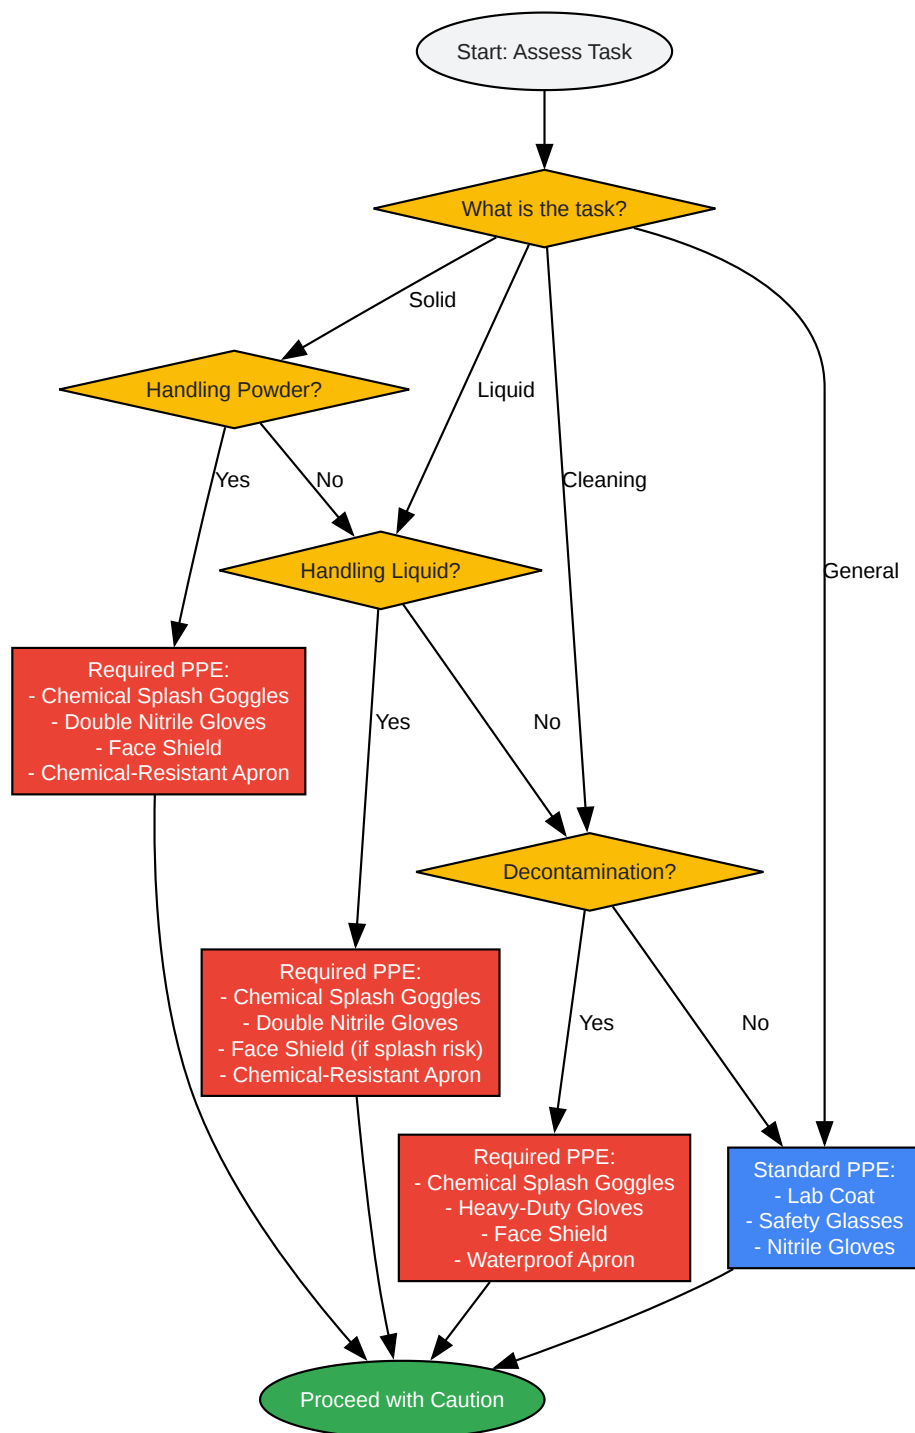 Start: Assess Task
What is the task?
Solid
Handling Powder?
Liquid
Yes
No
Cleaning
Handling Liquid?
General
Required PPE:
- Chemical Splash Goggles
- Double Nitrile Gloves
- Face Shield
- Chemical-Resistant Apron
Yes
No
Decontamination?
Required PPE:
- Chemical Splash Goggles
- Double Nitrile Gloves
- Face Shield (if splash risk)
- Chemical-Resistant Apron
Yes
No
Required PPE:
- Chemical Splash Goggles
- Heavy-Duty Gloves
- Face Shield
- Waterproof Apron
Standard PPE:
- Lab Coat
- Safety Glasses
- Nitrile Gloves
Proceed with Caution